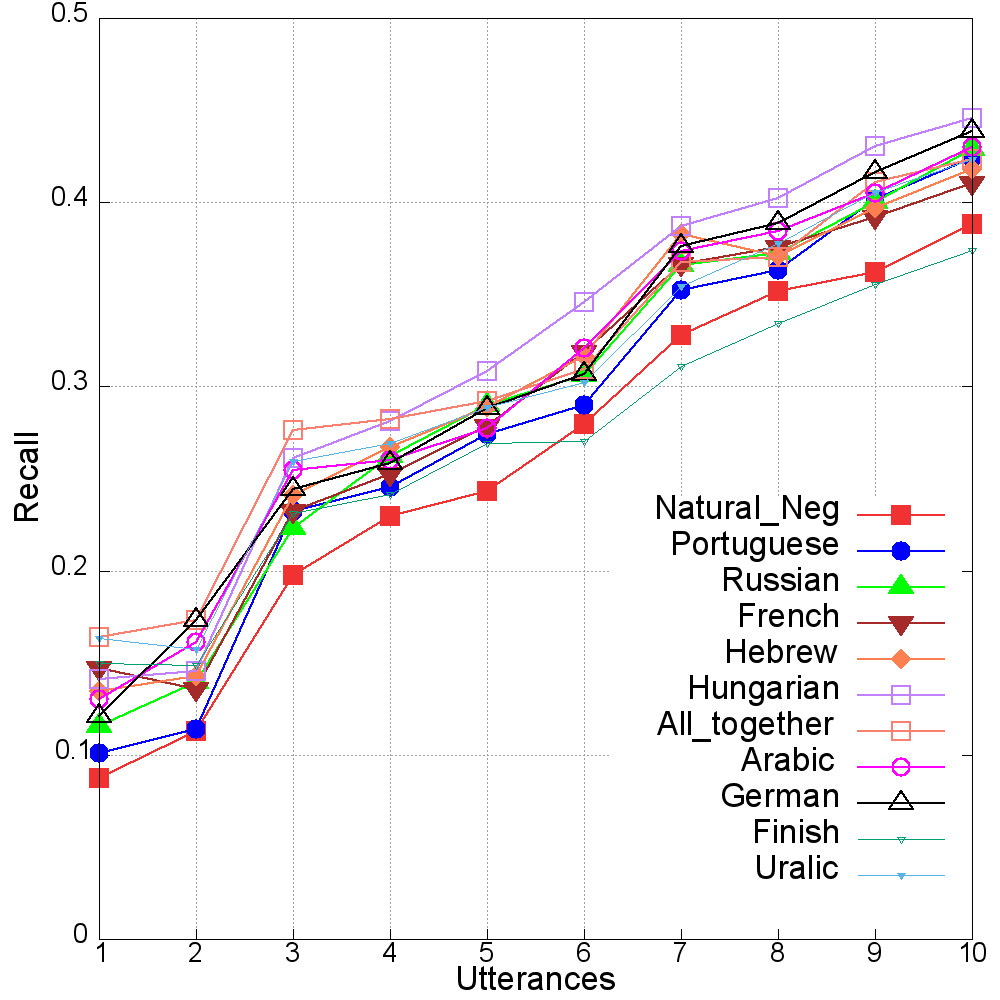 0.5
0.4
0.3
0.2
0.1
0
Recall
1 2 3 4 5 6 7 8 9 10
Utterances
Natural_Neg
Portuguese
Russian
French
Hebrew
Hungarian
All_together
Arabic
German
Finish
Uralic